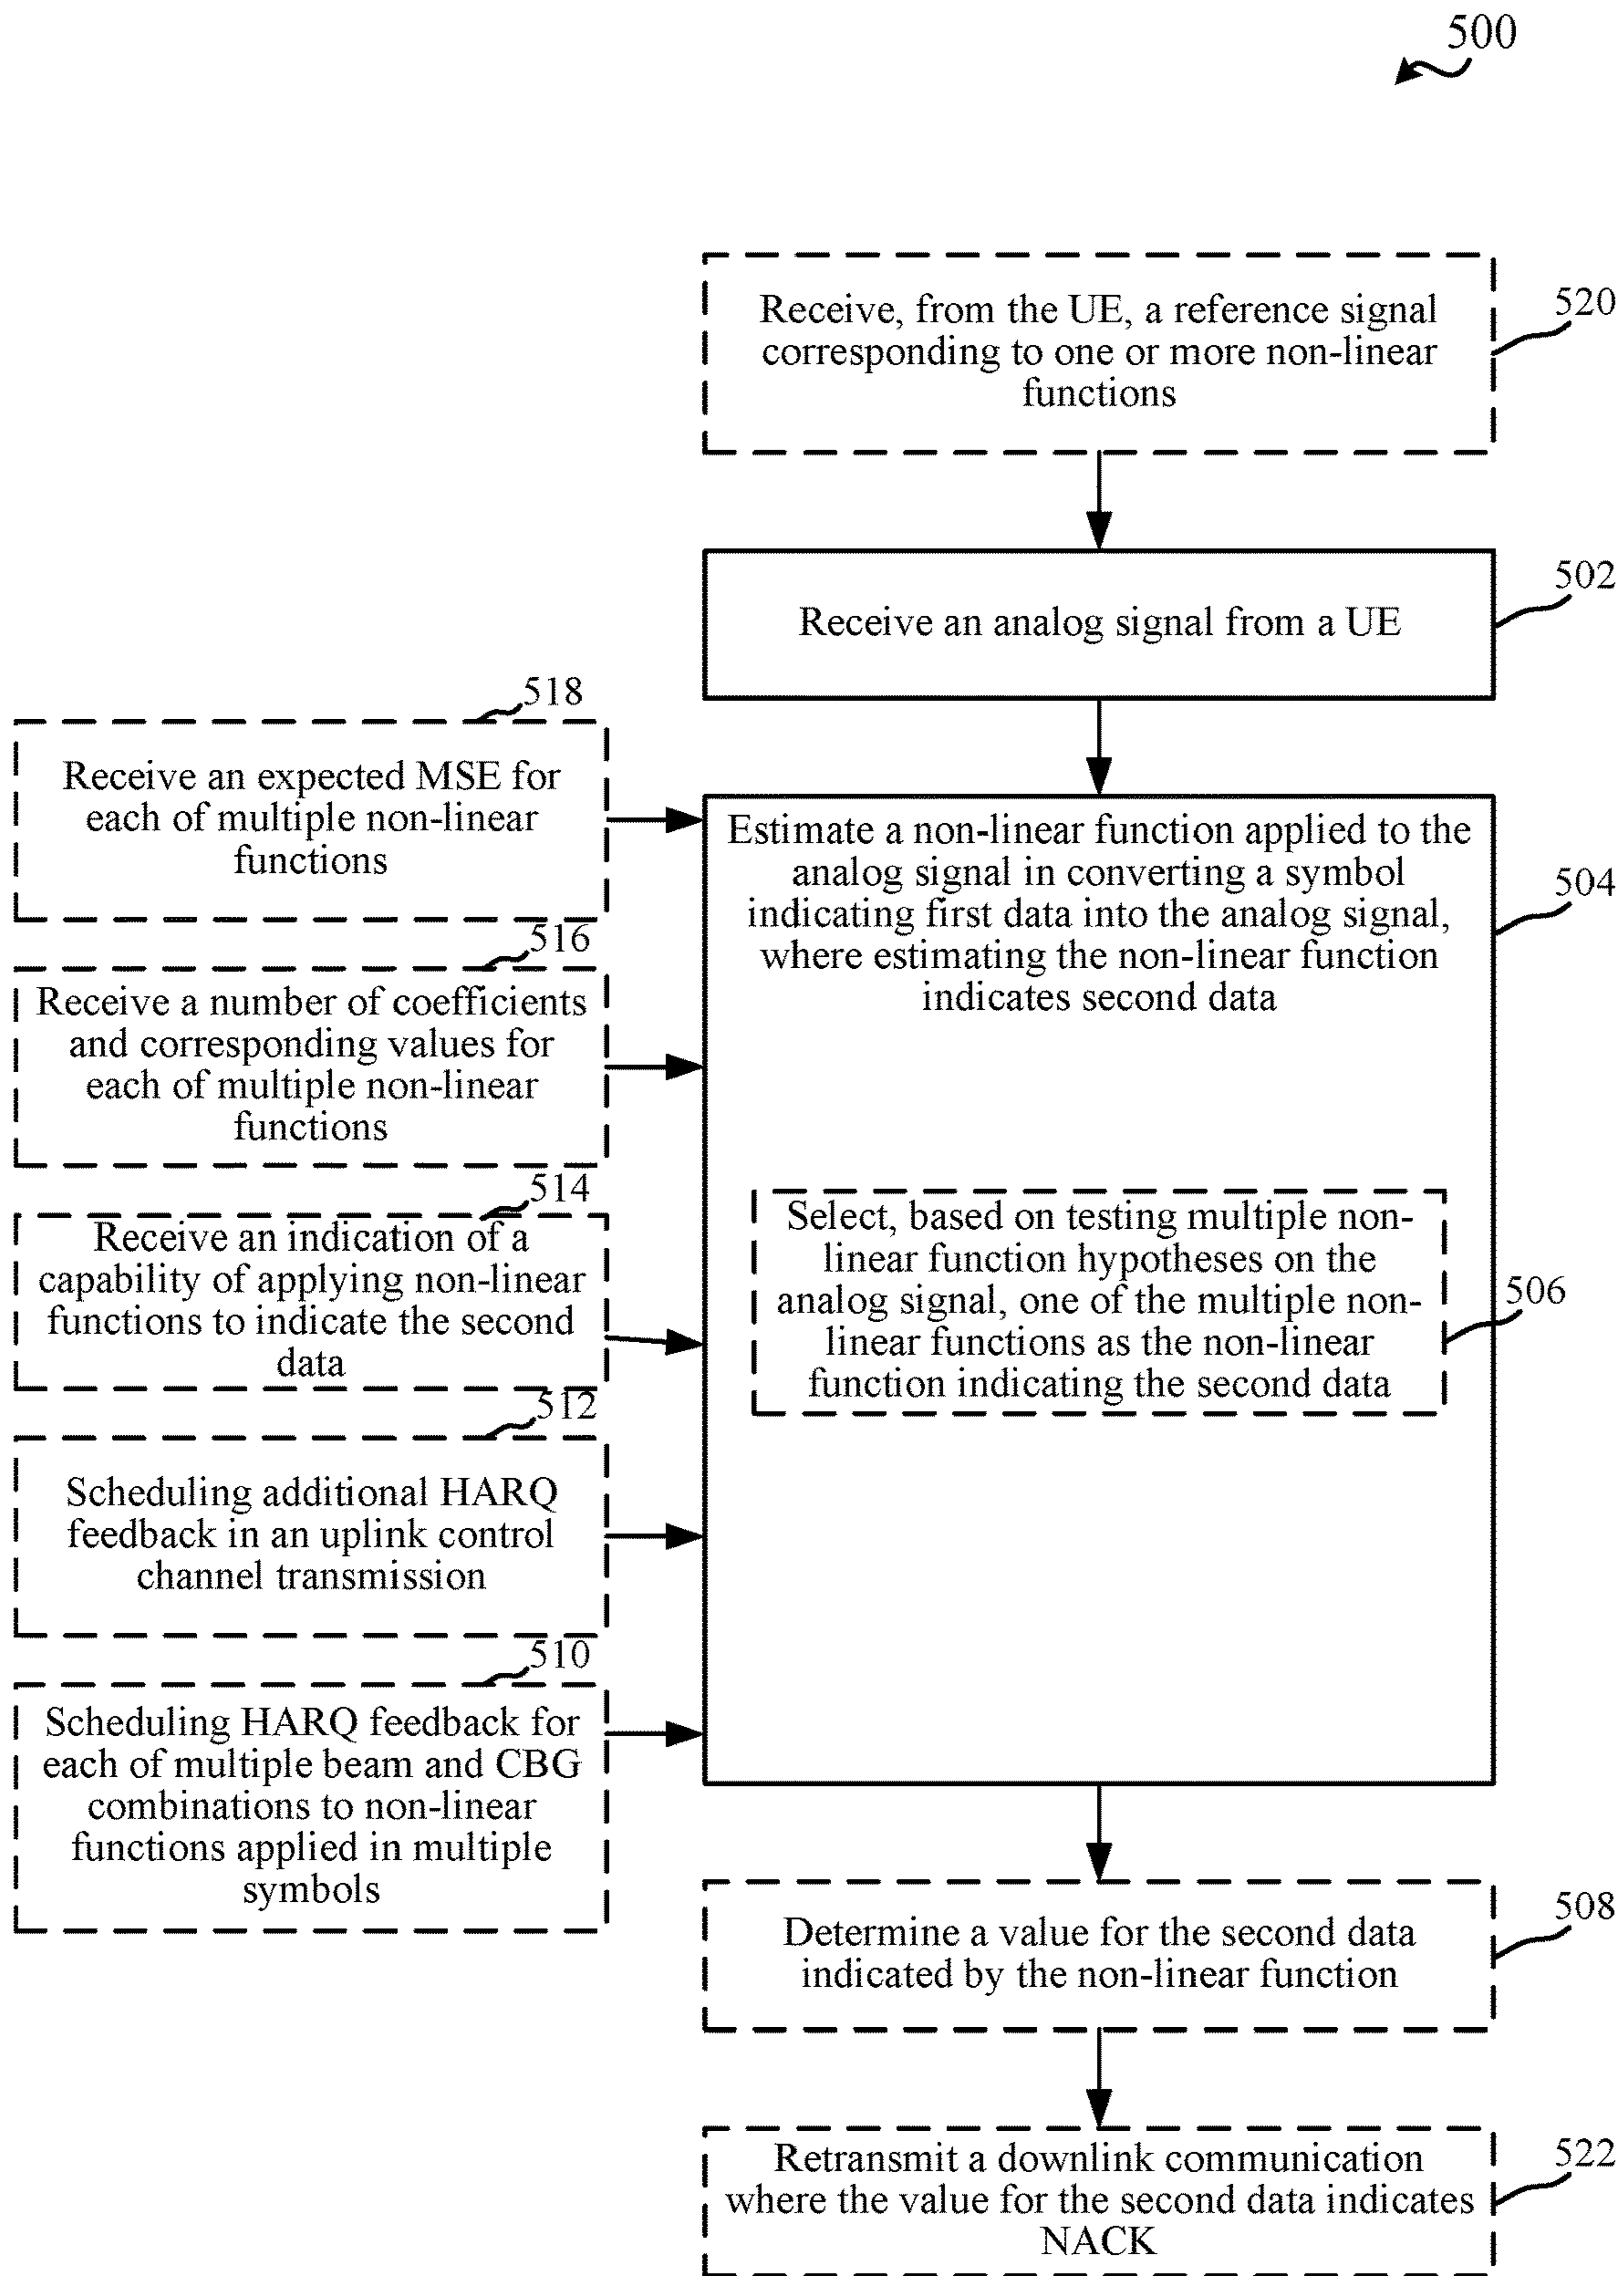 500
Receive, from the UE, a reference signal
corresponding to one or more non-linear
functions
520
Receive an analog signal from a UE
502
518
Receive an expected MSE for
each of multiple non-linear
functions
516
Receive a number of coefficients
and corresponding values for
each of multiple non-linear
functions
514
Receive an indication of a
capability of applying non-linear
functions to indicate the second
data
512
Scheduling additional HARQ
feedback in an uplink control
channel transmission
510
Scheduling HARQ feedback for
each of multiple beam and CBG
combinations to non-linear
functions applied in multiple
symbols
Estimate a non-linear function applied to the
analog signal in converting a symbol
indicating first data into the analog signal,
where estimating the non-linear function
indicates second data
504
Select, based on testing multiple non-
linear function hypotheses on the
analog signal, one of the multiple non-
linear functions as the non-linear
function indicating the second data
506
Determine a value for the second data
indicated by the non-linear function
508
Retransmit a downlink communication
where the value for the second data indicates
NACK
522